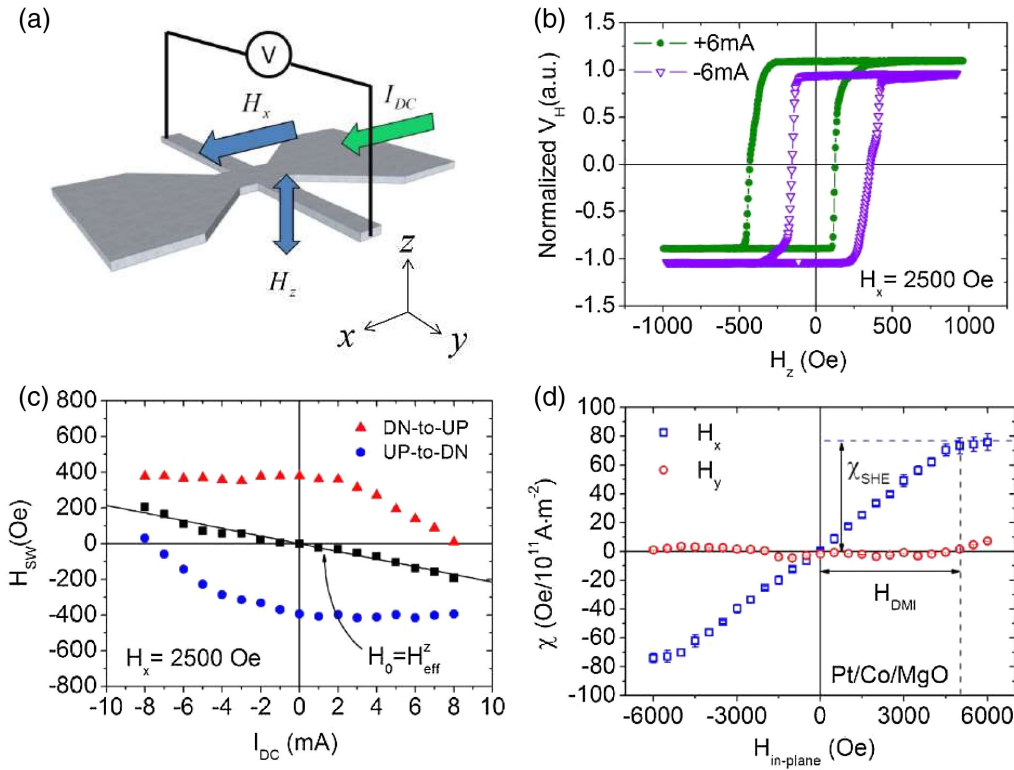 (a)
V
H_x
I_DC
H_z
z
x
y
(b)
Normalized V_H(a.u.)
1.5
1.0
0.5
0.0
-0.5
-1.0
-1.5
+6mA
-6mA
H_x= 2500 Oe
-1000 -500 0 500 1000
H_z (Oe)
(c)
H_SW(Oe)
800
600
400
200
0
-200
-400
-600
-800
DN-to-UP
UP-to-DN
H_x= 2500 Oe
H_0=H^z_eff
-10 -8 -6 -4 -2 0 2 4 6 8 10
I_DC (mA)
(d)
χ (Oe/10^11 A·m^-2)
100
80
60
40
20
0
-20
-40
-60
-80
-100
H_x
H_y
χ_SHE
H_DMI
Pt/Co/MgO
-6000 -3000 0 3000 6000
H_in-plane (Oe)